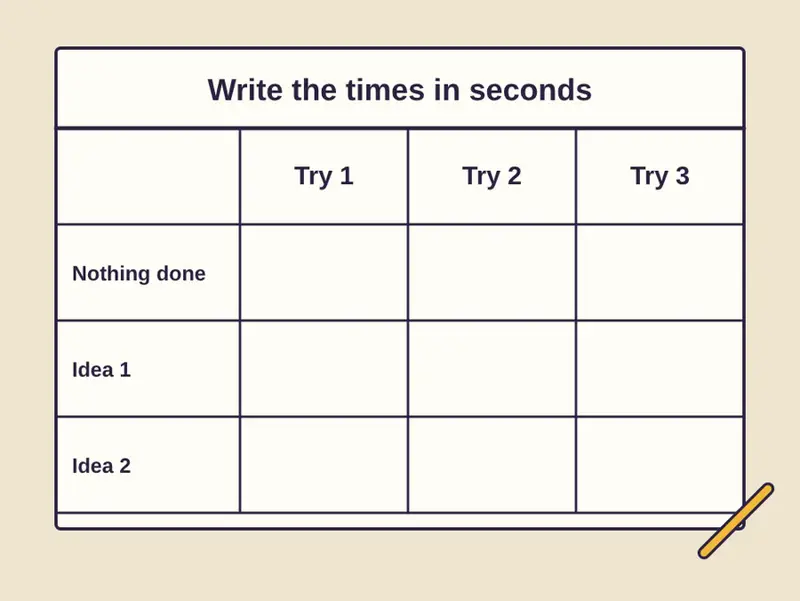 Write the times in seconds
Try 1 Try 2 Try 3
Nothing done
Idea 1
Idea 2